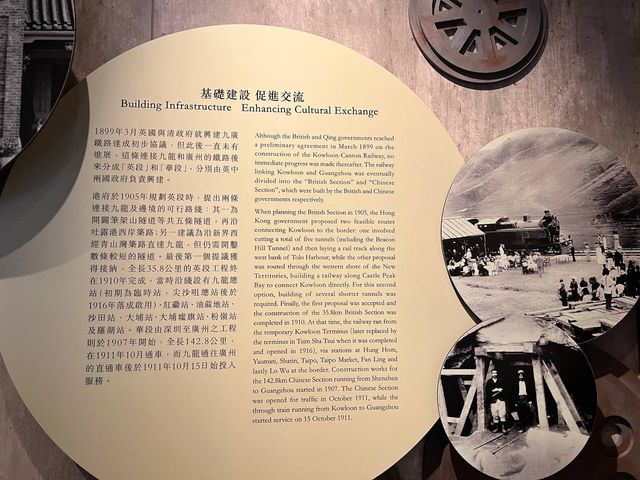 基礎建設 促進交流
Building Infrastructure Enhancing Cultural Exchange
1899年3月英國與清政府就興建九廣
鐵路達成初步協議，但此後一直未有
進展，這條連接九龍和廣州的鐵路後
來分成「英段」和「華段」，分別由英中
兩國政府負責興建。
港府於1905年規劃英段時，提出兩條
連接九龍及邊境的可行路綫：其一為
開闢筆架山隧道等共五條隧道，再沿
吐露港西岸築路；另一建議為沿新界西
經青山灣築路直達九龍，但仍需開鑿
數條較短的隧道。最後第一個提議獲
得接納，全長35.8公里的英段工程終
在1910年完成，當時沿綫設有九龍總
站（初期為臨時站，尖沙咀總站後於
1916年落成啟用）、紅磡站、油蔴地站、
沙田站、大埔站、大埔墟旗站、粉嶺站
及羅湖站。華段由深圳至廣州之工程
則於1907年開始，全長142.8公里，
在1911年10月通車，而九龍通往廣州
的直通車後於1911年10月15日始投入
服務。
Although the British and Qing governments reached
a preliminary agreement in March 1899 on the
construction of the Kowloon-Canton Railway, no
immediate progress was made thereafter. The railway
linking Kowloon and Guangzhou was eventually
divided into the “British Section” and “Chinese
Section”, which were built by the British and Chinese
governments respectively.
When planning the British Section in 1905, the Hong
Kong government proposed two feasible routes
connecting Kowloon to the border: one involved
cutting a total of five tunnels (including the Beacon
Hill Tunnel) and then laying a rail track along the
west bank of Tolo Harbour; while the other proposal
was routed through the western shore of the New
Territories, building a railway along Castle Peak
Bay to connect Kowloon directly. For this second
option, building of several shorter tunnels was
required. Finally, the first proposal was accepted and
the construction of the 35.8km British Section was
completed in 1910. At that time, the railway ran from
the temporary Kowloon Terminus (later replaced by
the terminus in Tsim Sha Tsui when it was completed
and opened in 1916), via stations at Hung Hom,
Yaumati, Shatin, Taipo, Taipo Market, Fan Ling and
lastly Lo Wu at the border. Construction works for
the 142.8km Chinese Section running from Shenzhen
to Guangzhou started in 1907. The Chinese Section
was opened for traffic in October 1911, while the
through train running from Kowloon to Guangzhou
started service on 15 October 1911.